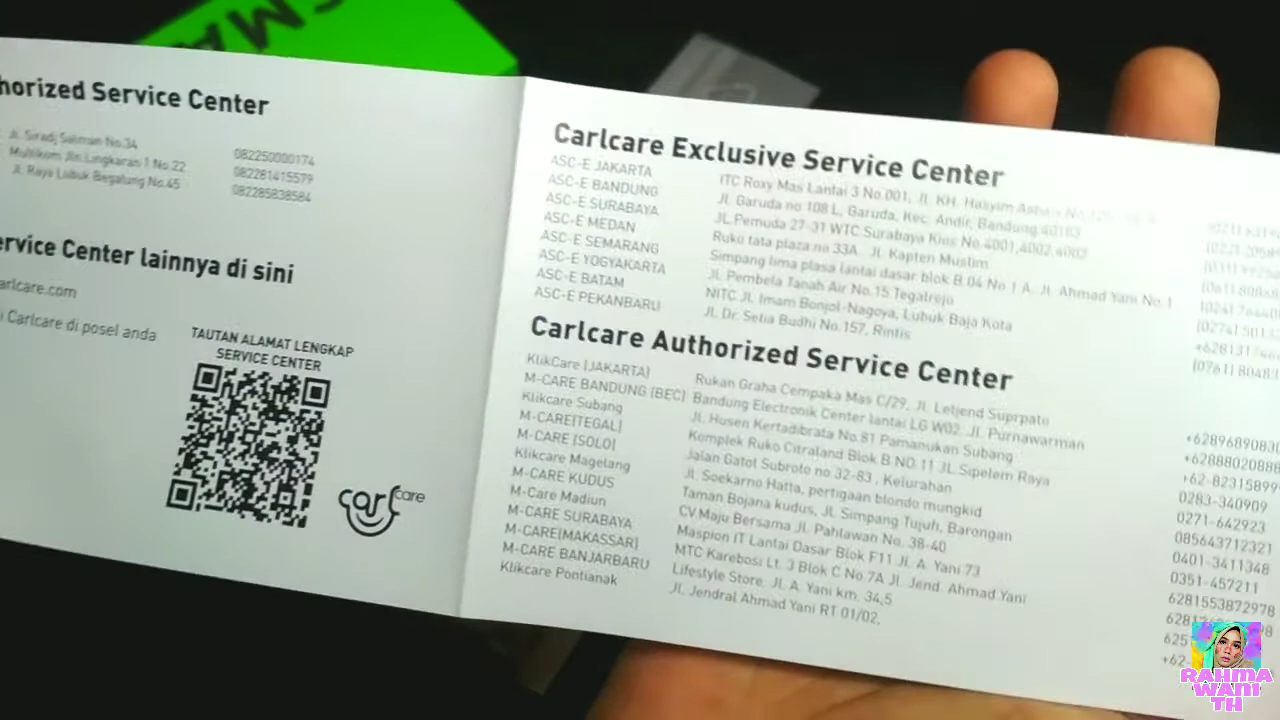 horized Service Center
Jl. Siradj Salman No.34 082250000174
Multikom Jln.Lingkaran 1 No.22 082281415579
Jl. Raya Lubuk Begalung No.45 082285838584
ervice Center lainnya di sini
arlcare.com
i Carlcare di posel anda
TAUTAN ALAMAT LENGKAP
SERVICE CENTER
carlcare
Carlcare Exclusive Service Center
ASC-E JAKARTA ITC Roxy Mas Lantai 3 No.001, Jl. KH. Hasyim
ASC-E BANDUNG Jl. Garuda no 108 L, Garuda, Kec. Andir, Bandung 40183
ASC-E SURABAYA JL.Pemuda 27-31 WTC Surabaya Kios No.4001,4002,4002
ASC-E MEDAN Ruko tata plaza no 33A. Jl. Kapten Muslim
ASC-E SEMARANG Simpang lima plasa lantai dasar blok B.04 No.1 A. Jl. Ahmad Yani No.1
ASC-E YOGYAKARTA Jl. Pembela Tanah Air No.15 Tegalrejo
ASC-E BATAM NITC Jl. Imam Bonjol-Nagoya, Lubuk Baja Kota
ASC-E PEKANBARU Jl. Dr. Setia Budhi No.157, Rintis
Carlcare Authorized Service Center
KlikCare (JAKARTA) Rukan Graha Cempaka Mas C/29, Jl. Letjend Suprpato
M-CARE BANDUNG (BEC) Bandung Electronik Center lantai LG W02. Jl. Purnawarman
Klikcare Subang Jl. Husen Kertadibrata No.81 Pamanukan Subang
M-CARE(TEGAL) Komplek Ruko Citraland Blok B.NO.11 JL.Sipelem Raya
M-CARE (SOLO) Jalan Gatot Subroto no 32-83 , Kelurahan 0283-340909
Klikcare Magelang Jl. Soekarno Hatta, pertigaan blondo mungkid 0271-642923
M-CARE KUDUS Taman Bojana kudus, Jl. Simpang Tujuh, Barongan 085643712321
M-Care Madiun CV.Maju Bersama Jl.Pahlawan No. 38-40 0401-3411348
M-CARE SURABAYA Maspion IT Lantai Dasar Blok F11 Jl. A. Yani 73 0351-457211
M-CARE(MAKASSAR) MTC Karebosi Lt. 3 Blok C No.7A Jl. Jend. Ahmad Yani 6281553872978
M-CARE BANJARBARU Lifestyle Store. Jl. A. Yani km. 34,5
Klikcare Pontianak Jl. Jendral Ahmad Yani RT 01/02,
RAHMA
WANI
TH